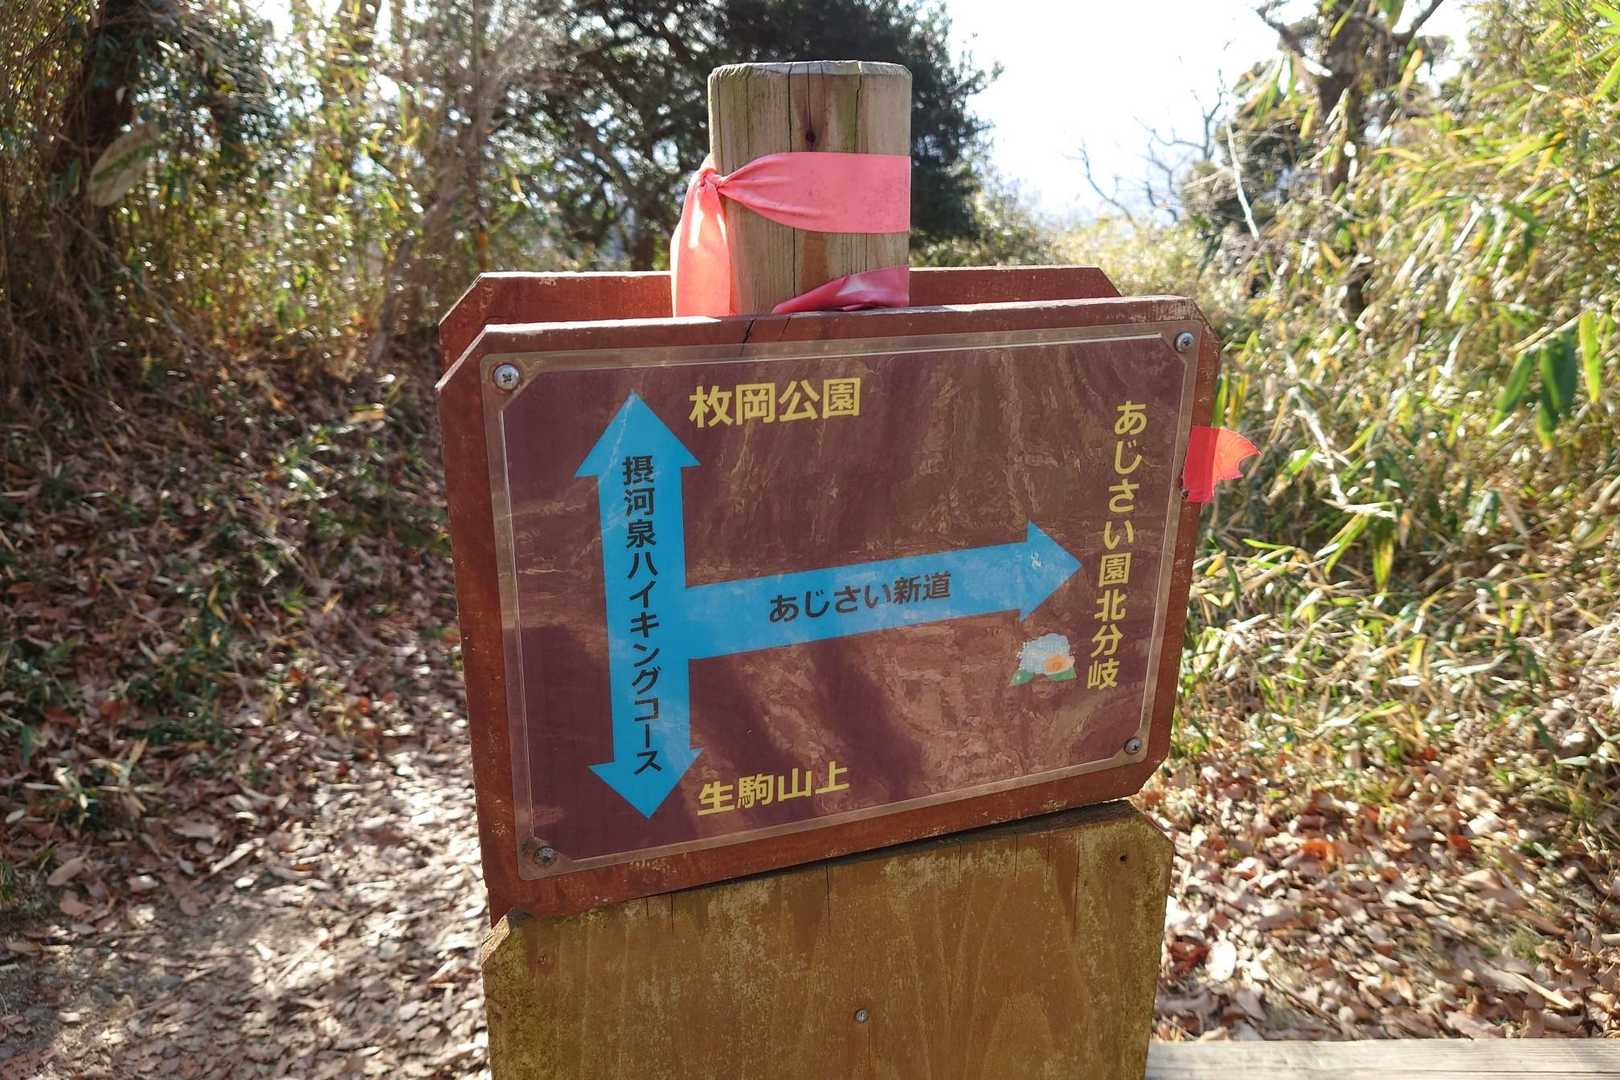 枚岡公園
摂河泉ハイキングコース
あじさい新道
あじさい園北分岐
生駒山上